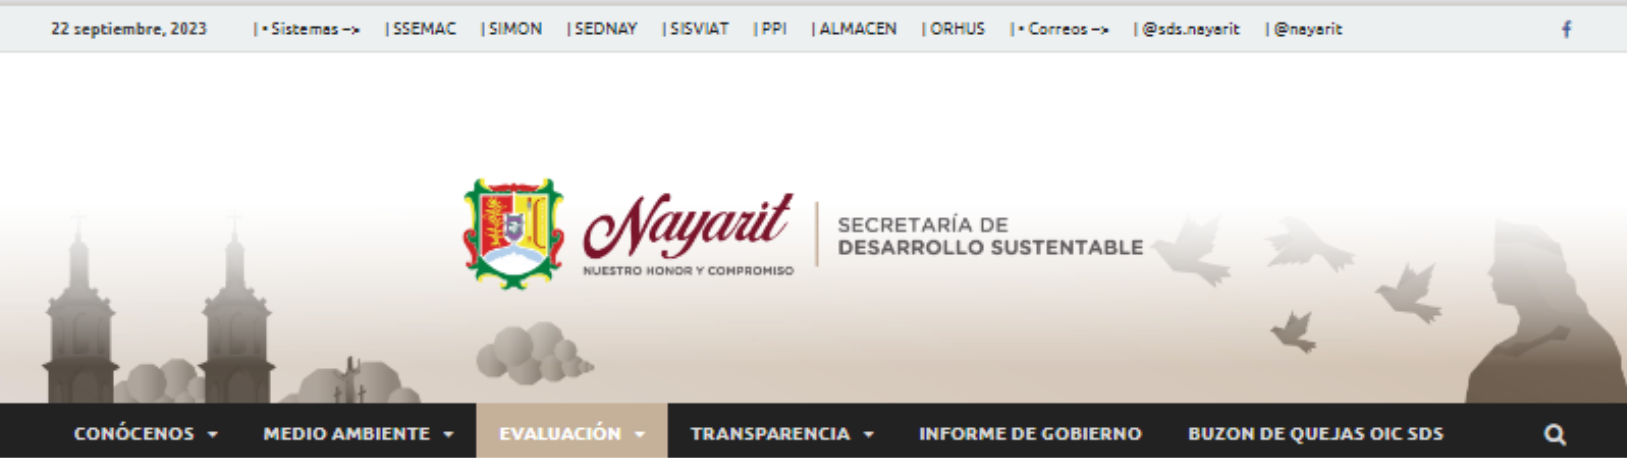 22 septiembre, 2023 | • Sistemas –> | SSEMAC | SIMON | SEDNAY | SISVIAT | PPI | ALMACEN | ORHUS | • Correos –> | @sds.nayarit | @nayarit
Nayarit
NUESTRO HONOR Y COMPROMISO
SECRETARÍA DE
DESARROLLO SUSTENTABLE
CONÓCENOS MEDIO AMBIENTE EVALUACIÓN TRANSPARENCIA INFORME DE GOBIERNO BUZON DE QUEJAS OIC SDS